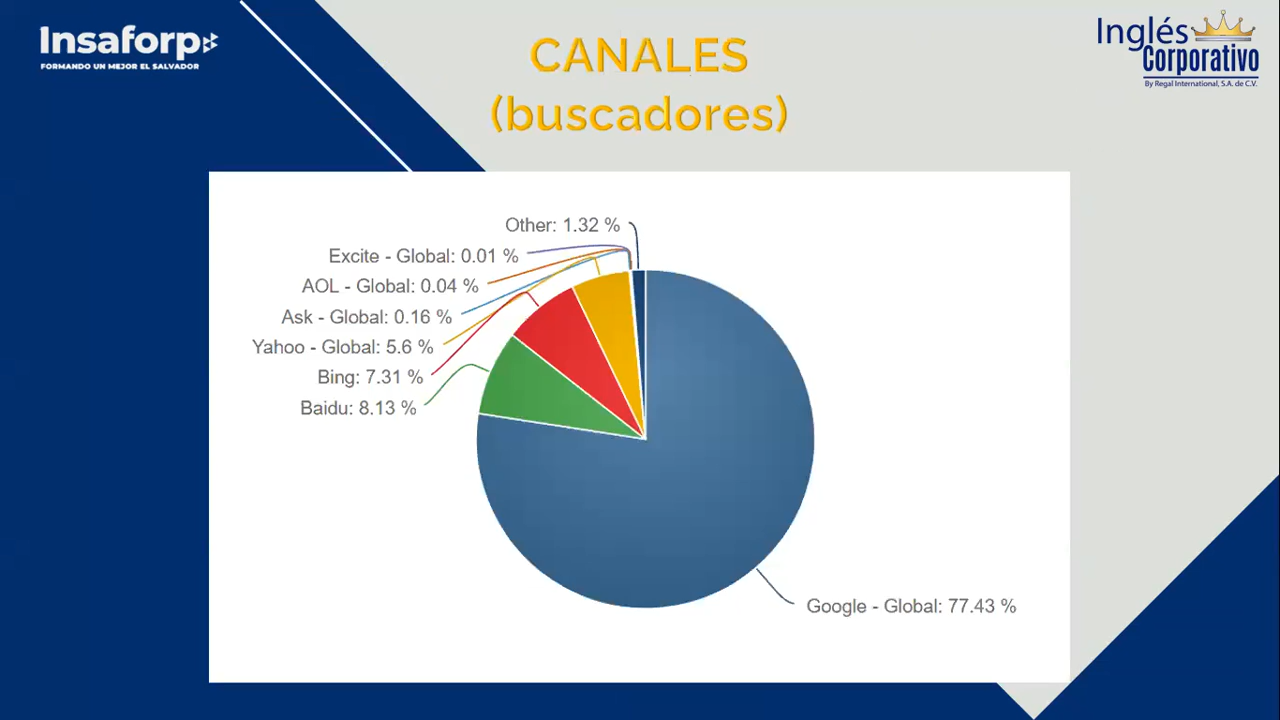 Insaforp
FORMANDO UN MEJOR EL SALVADOR
CANALES
(buscadores)
Inglés
Corporativo
By Regal International, S.A. de C.V.
Other: 1.32 %
Excite - Global: 0.01 %
AOL - Global: 0.04 %
Ask - Global: 0.16 %
Yahoo - Global: 5.6 %
Bing: 7.31 %
Baidu: 8.13 %
Google - Global: 77.43 %